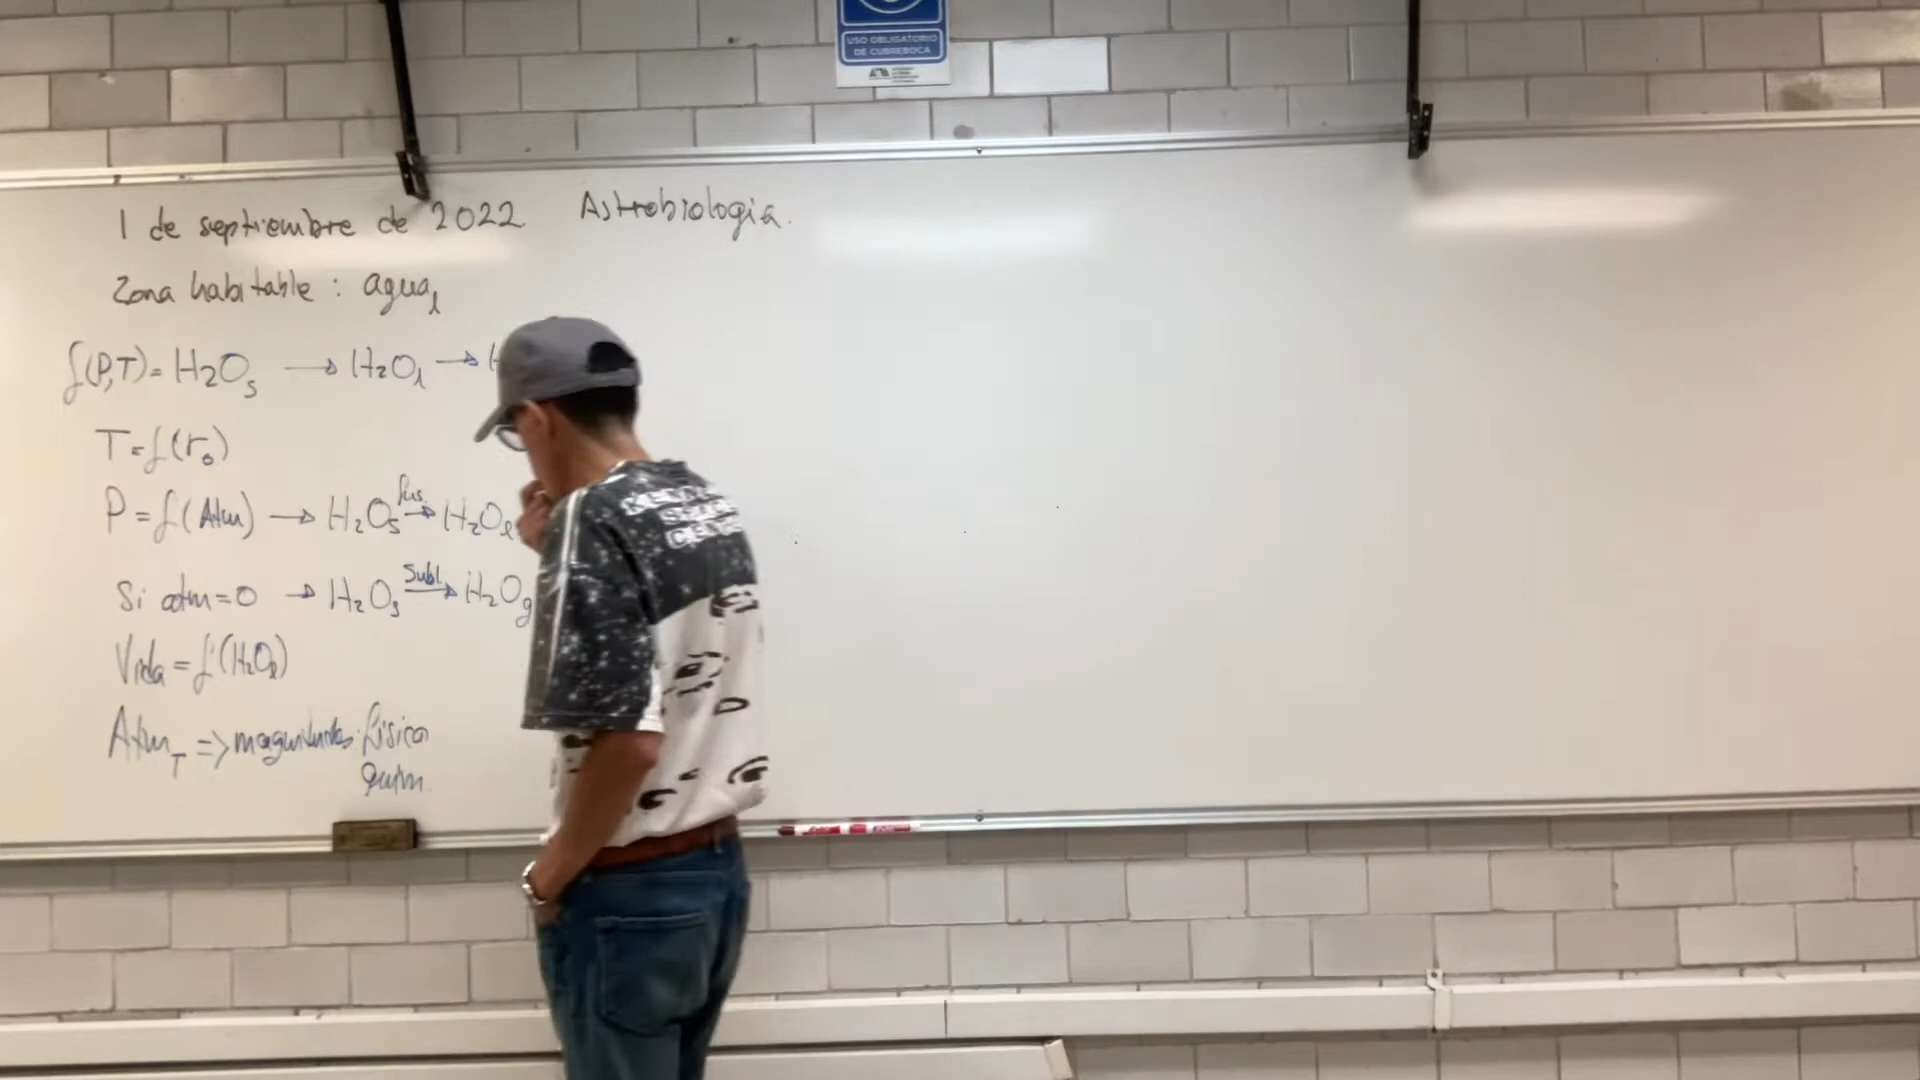 USO OBLIGATORIO
DE CUBREBOCA
1 de septiembre de 2022 Astrobiología.
Zona habitable : agua_l
f(P,T) = H₂O_s → H₂O_l → H
T = f(r_o)
P = f(Atm) → H₂O_s fus. → H₂O_l
Si atm = 0 → H₂O_s Subl → H₂O_g
Vida = f(H₂O_l)
Atm_T => magnitudes físico
quím.